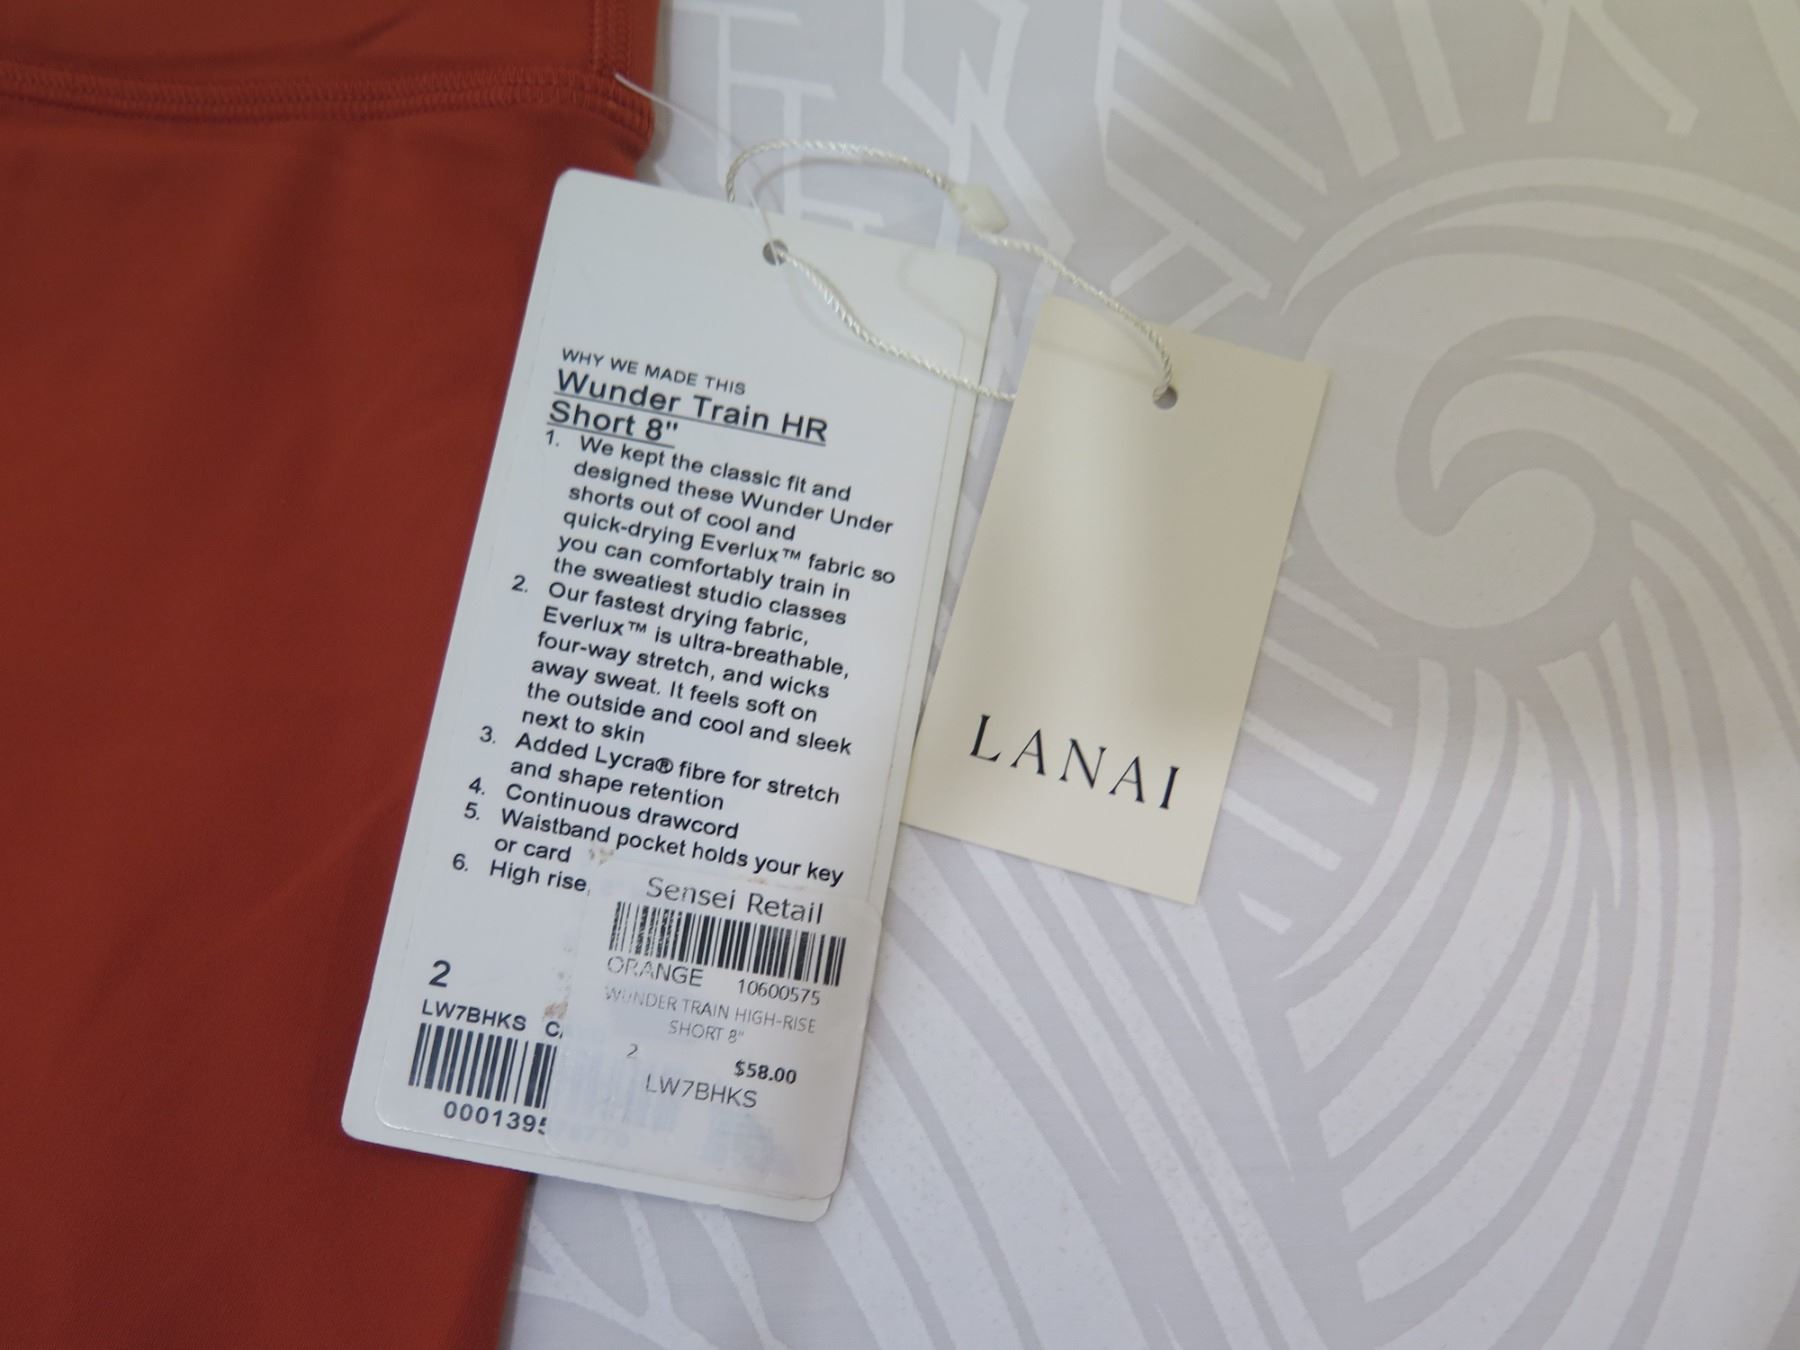 WHY WE MADE THIS
Wunder Train HR
Short 8"
1. We kept the classic fit and
designed these Wunder Under
shorts out of cool and
quick-drying Everlux™ fabric so
you can comfortably train in
the sweatiest studio classes
2. Our fastest drying fabric,
Everlux™ is ultra-breathable,
four-way stretch, and wicks
away sweat. It feels soft on
the outside and cool and sleek
next to skin
3. Added Lycra® fibre for stretch
and shape retention
4. Continuous drawcord
5. Waistband pocket holds your key
or card
6. High rise,
2
LW7BHKS
000139
Sensei Retail
ORANGE 10600575
WUNDER TRAIN HIGH-RISE
SHORT 8"
2
$58.00
LW7BHKS
LANAI